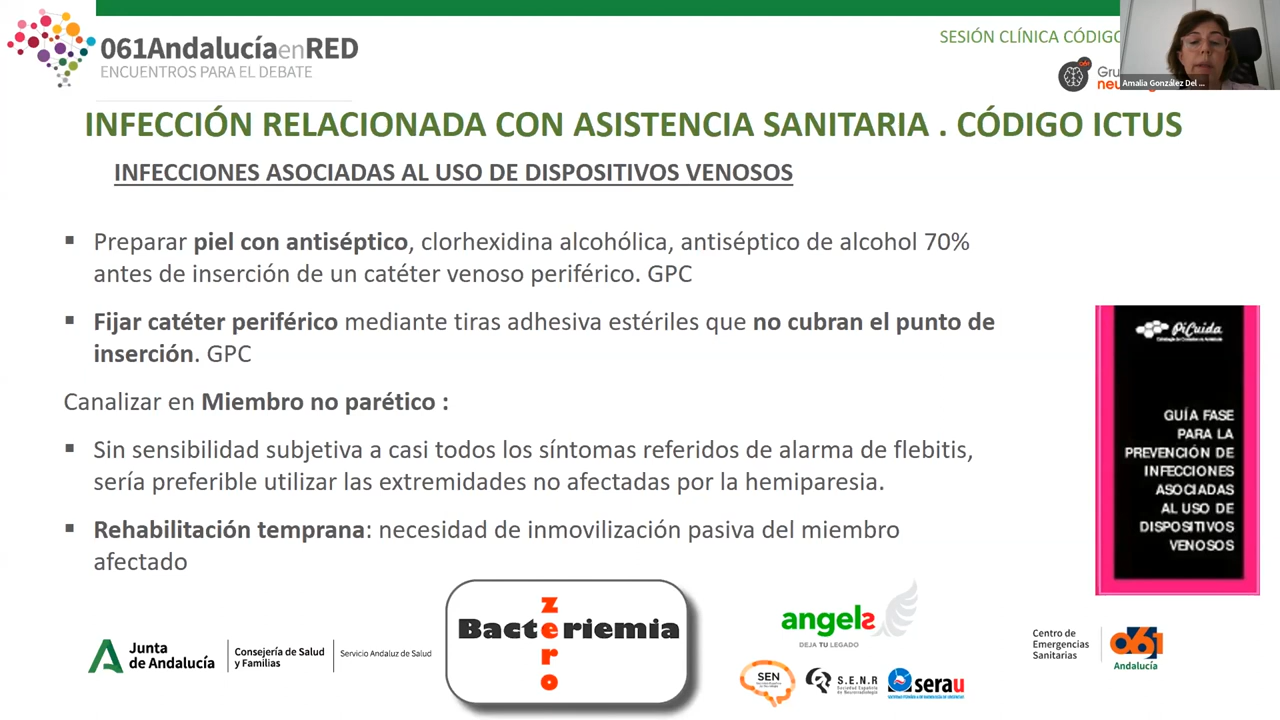 061AndalucíaenRED
ENCUENTROS PARA EL DEBATE
SESIÓN CLÍNICA CÓDIGO
Amalia González Del ...
INFECCIÓN RELACIONADA CON ASISTENCIA SANITARIA . CÓDIGO ICTUS
INFECCIONES ASOCIADAS AL USO DE DISPOSITIVOS VENOSOS
▪ Preparar piel con antiséptico, clorhexidina alcohólica, antiséptico de alcohol 70%
antes de inserción de un catéter venoso periférico. GPC
▪ Fijar catéter periférico mediante tiras adhesiva estériles que no cubran el punto de
inserción. GPC
Canalizar en Miembro no parético :
▪ Sin sensibilidad subjetiva a casi todos los síntomas referidos de alarma de flebitis,
sería preferible utilizar las extremidades no afectadas por la hemiparesia.
▪ Rehabilitación temprana: necesidad de inmovilización pasiva del miembro
afectado
PiCuida
GUÍA FASE
PARA LA
PREVENCIÓN DE
INFECCIONES
ASOCIADAS
AL USO DE
DISPOSITIVOS
VENOSOS
Junta
de Andalucía
Consejería de Salud
y Familias
Servicio Andaluz de Salud
Bacteriemia
zero
angels
DEJA TU LEGADO
SEN
S.E.N.R
Sociedad Española
de Neurorradiología
serau
Centro de
Emergencias
Sanitarias
061
Andalucía